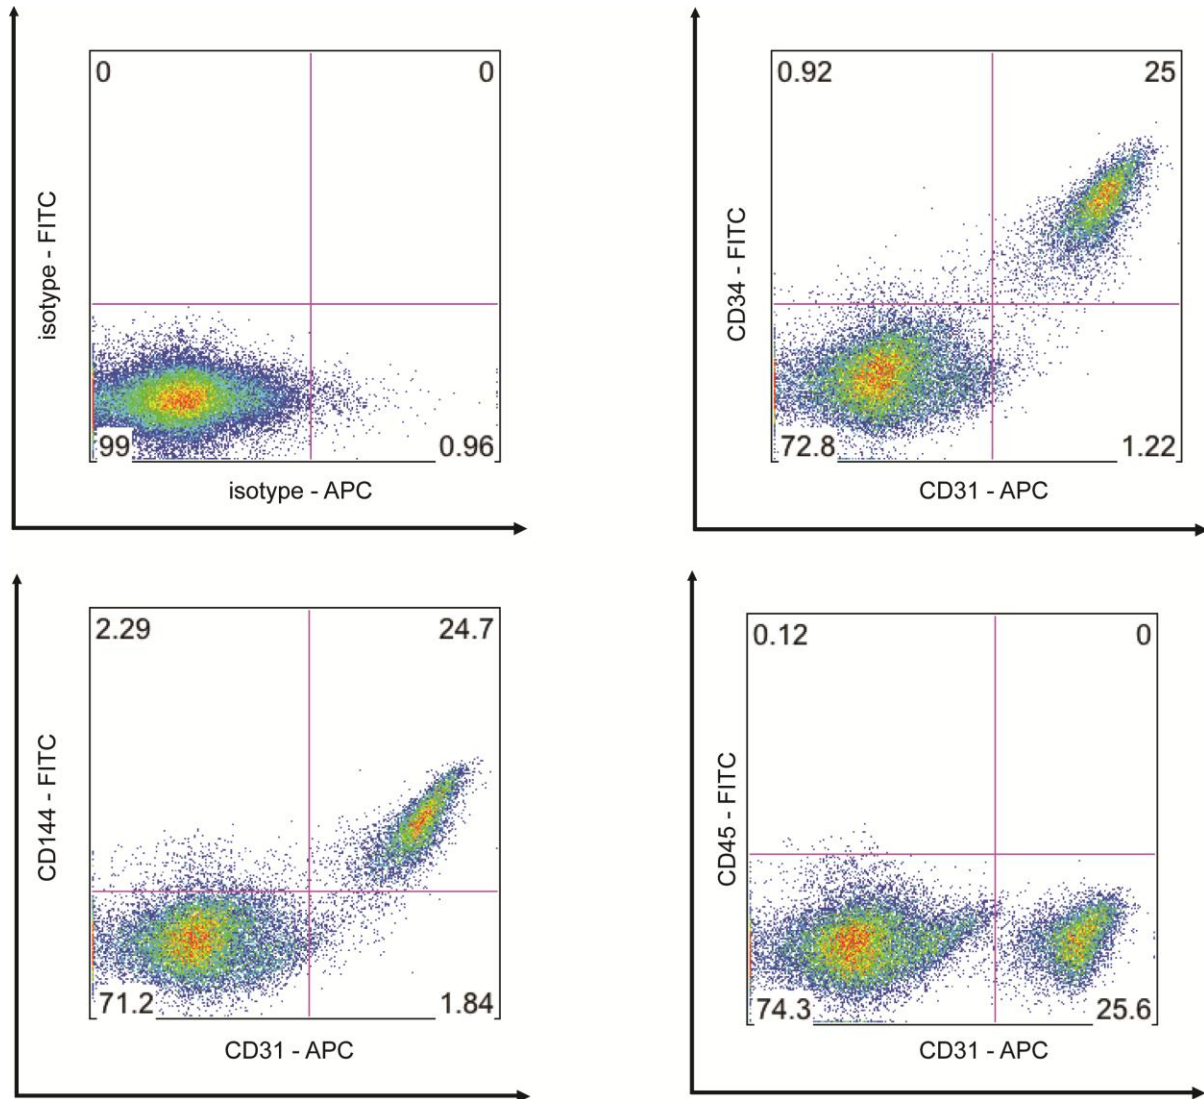 0 0
isotype - FITC
99 0.96
isotype - APC
0.92 25
CD34 - FITC
72.8 1.22
CD31 - APC
2.29 24.7
CD144 - FITC
71.2 1.84
CD31 - APC
0.12 0
CD45 - FITC
74.3 25.6
CD31 - APC